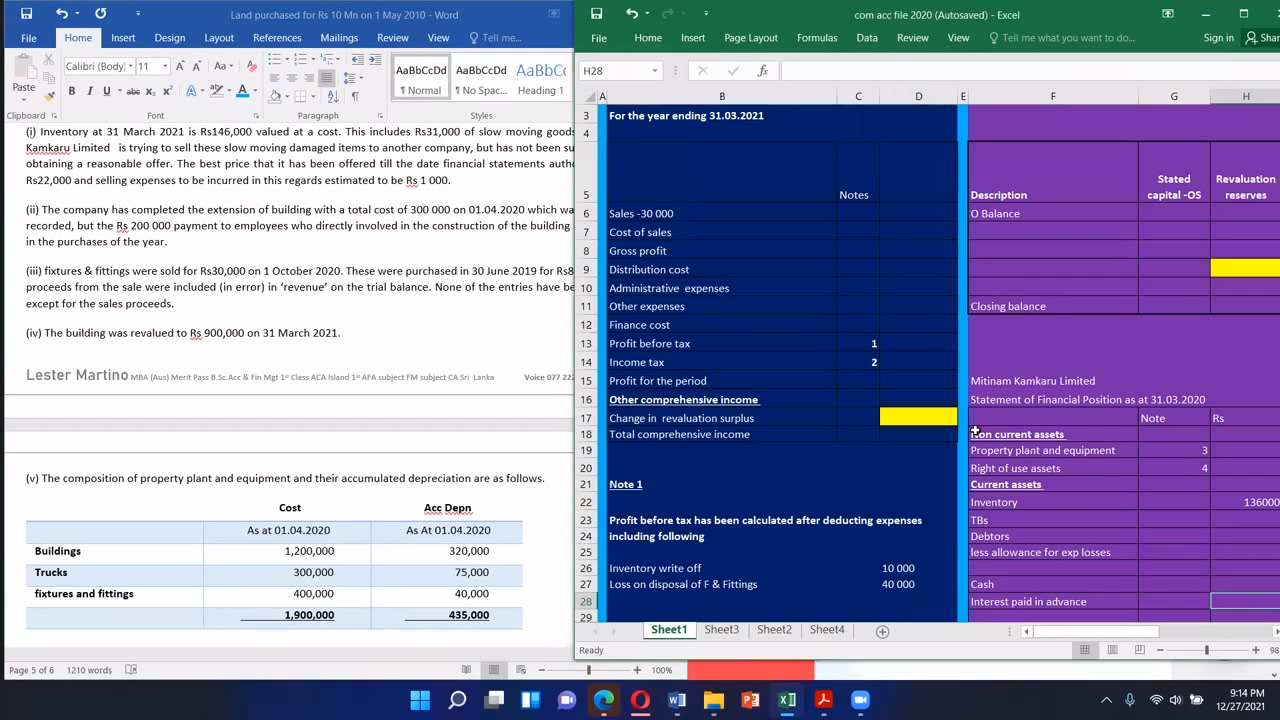 Land purchased for Rs 10 Mn on 1 May 2010 - Word
File Home Insert Design Layout References Mailings Review View Tell me...
Paste
Clipboard
Calibri (Body) 11
Font
Paragraph
AaBbCcDd AaBbCcDd AaBbCc
¶ Normal ¶ No Spac... Heading 1
Styles
(i) Inventory at 31 March 2021 is Rs146,000 valued at a cost. This includes Rs31,000 of slow moving goods
Kamkaru Limited is trying to sell these slow moving damaged items to another company, but has not been su
obtaining a reasonable offer. The best price that it has been offered till the date financial statements auth
Rs22,000 and selling expenses to be incurred in this regards estimated to be Rs 1 000.
(ii) The company has completed the extension of building with a total cost of 300 000 on 01.04.2020 which wa
recorded, but the Rs 200 000 payment to employees who directly involved in the construction of the building
in the purchases of the year.
(iii) fixtures & fittings were sold for Rs30,000 on 1 October 2020. These were purchased in 30 June 2019 for Rs8
proceeds from the sale were included (in error) in ‘revenue’ on the trial balance. None of the entries have be
except for the sales proceeds.
(iv) The building was revalued to Rs 900,000 on 31 March 2021.
Lester Martino MBA (Aus) Merit Pass B.Sc.Acc & Fin Mgt 1st Class ACA Island 1st AFA subject FM subject CA Sri Lanka Voice 077 222
(v) The composition of property plant and equipment and their accumulated depreciation are as follows.
Cost Acc Depn
As at 01.04.2020 As At 01.04.2020
Buildings 1,200,000 320,000
Trucks 300,000 75,000
fixtures and fittings 400,000 40,000
1,900,000 435,000
Page 5 of 6 1210 words 100%
com acc file 2020 (Autosaved) - Excel
File Home Insert Page Layout Formulas Data Review View Tell me what you want to do... Sign in Shar
H28
A B C D E F G H
3 For the year ending 31.03.2021
4
5 Notes Description Stated capital -OS Revaluation reserves
6 Sales -30 000 O Balance
7 Cost of sales
8 Gross profit
9 Distribution cost
10 Administrative expenses
11 Other expenses Closing balance
12 Finance cost
13 Profit before tax 1
14 Income tax 2
15 Profit for the period Mitinam Kamkaru Limited
16 Other comprehensive income Statement of Financial Position as at 31.03.2020
17 Change in revaluation surplus Note Rs
18 Total comprehensive income Non current assets
19 Property plant and equipment 3
20 Right of use assets 4
21 Note 1 Current assets
22 Inventory 136000
23 Profit before tax has been calculated after deducting expenses TBs
24 including following Debtors
25 less allowance for exp losses
26 Inventory write off 10 000
27 Loss on disposal of F & Fittings 40 000 Cash
28 Interest paid in advance
29
Sheet1 Sheet3 Sheet2 Sheet4
Ready 98
9:14 PM
12/27/2021